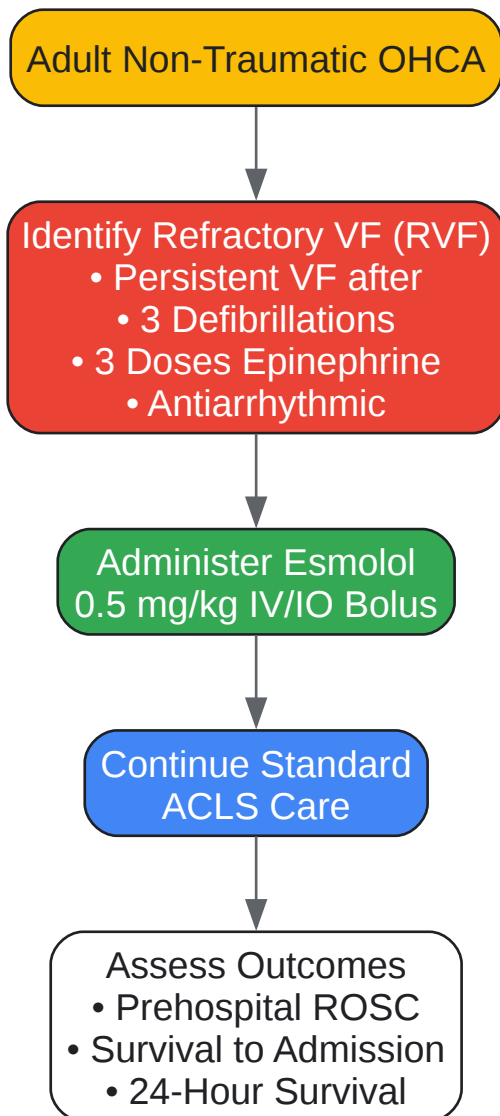 Adult Non-Traumatic OHCA
Identify Refractory VF (RVF)
• Persistent VF after
• 3 Defibrillations
• 3 Doses Epinephrine
• Antiarrhythmic
Administer Esmolol
0.5 mg/kg IV/IO Bolus
Continue Standard
ACLS Care
Assess Outcomes
• Prehospital ROSC
• Survival to Admission
• 24-Hour Survival